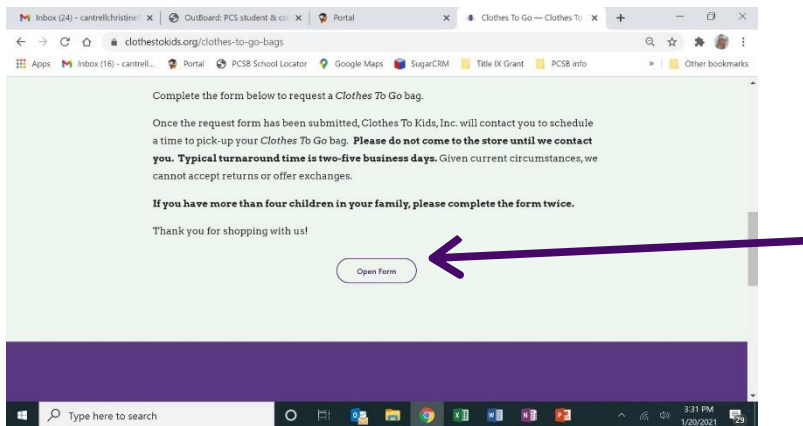 Inbox (24) - cantrellchristine
OutBoard: PCS student & co
Portal
Clothes To Go — Clothes To
clothestokids.org/clothes-to-go-bags
Apps Inbox (16) - cantrell... Portal PCSB School Locator Google Maps SugarCRM Title IX Grant PCSB info » Other bookmarks
Complete the form below to request a Clothes To Go bag.
Once the request form has been submitted, Clothes To Kids, Inc. will contact you to schedule
a time to pick-up your Clothes To Go bag. Please do not come to the store until we contact
you. Typical turnaround time is two-five business days. Given current circumstances, we
cannot accept returns or offer exchanges.
If you have more than four children in your family, please complete the form twice.
Thank you for shopping with us!
Open Form
Type here to search
3:31 PM
1/20/2021
29